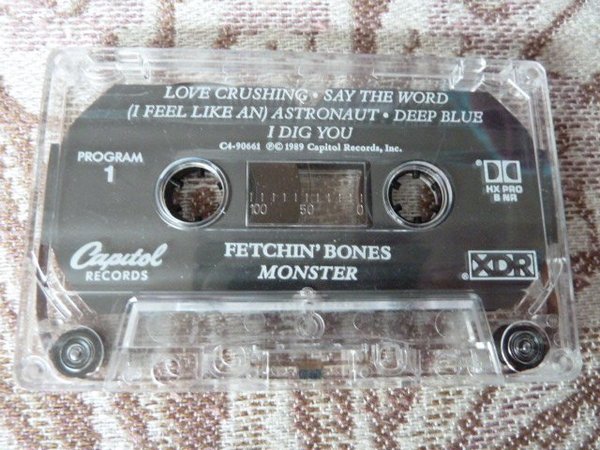 LOVE CRUSHING • SAY THE WORD
(I FEEL LIKE AN) ASTRONAUT • DEEP BLUE
I DIG YOU
C4-90661 ℗© 1989 Capitol Records, Inc.
PROGRAM
1
HX PRO
B NR
100 50 0
Capitol
RECORDS
FETCHIN' BONES
MONSTER
XDR